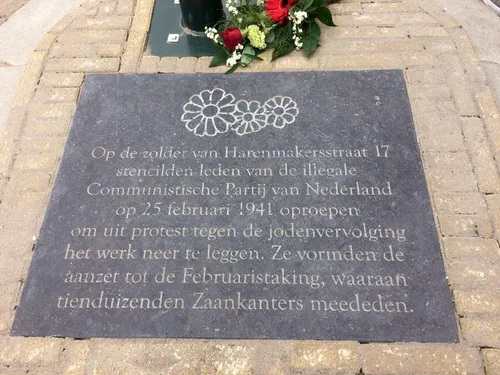 Op de zolder van Harenmakersstraat 17
stencilden leden van de illegale
Communistische Partij van Nederland
op 25 februari 1941 oproepen
om uit protest tegen de jodenvervolging
het werk neer te leggen. Ze vorinden de
aanzet tot de Februaristaking, waaraan
tienduizenden Zaankanters meededen.